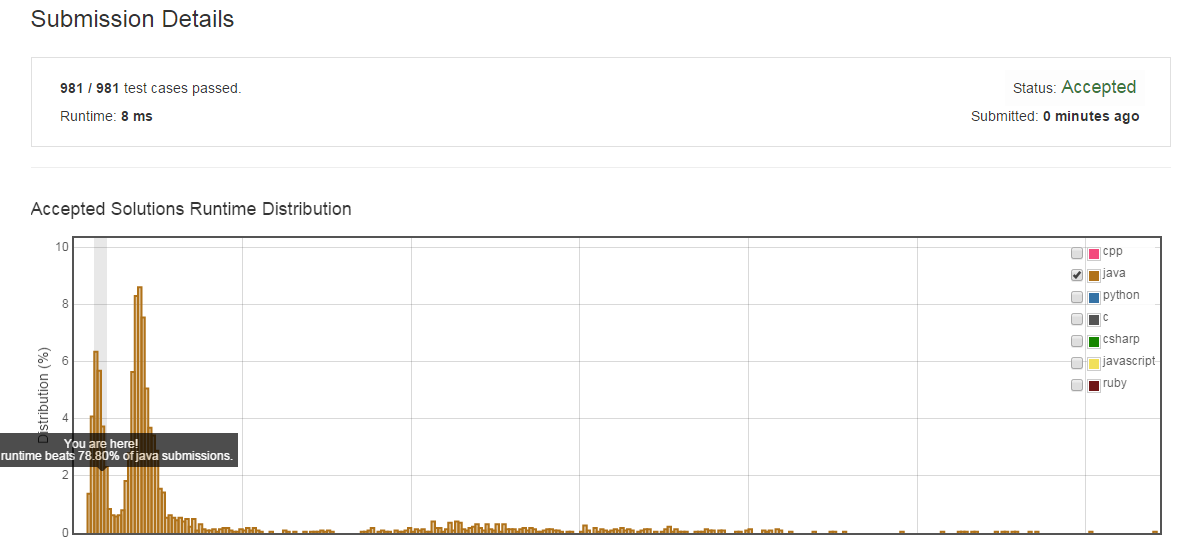 Submission Details
981 / 981 test cases passed.
Status: Accepted
Runtime: 8 ms
Submitted: 0 minutes ago
Accepted Solutions Runtime Distribution
Distribution (%)
10
8
6
4
2
0
You are here!
runtime beats 78.80% of java submissions.
cpp
java
python
c
csharp
javascript
ruby